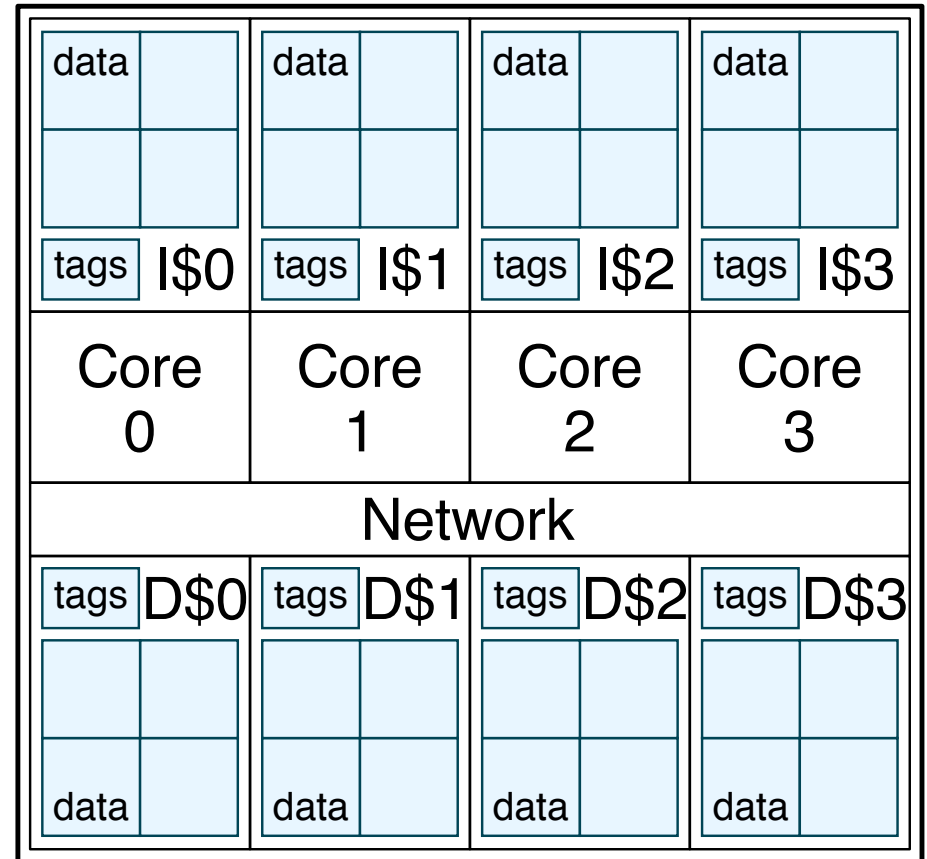 data data data data
tags I$0 tags I$1 tags I$2 tags I$3
Core Core Core Core
0 1 2 3
Network
tags D$0 tags D$1 tags D$2 tags D$3
data data data data